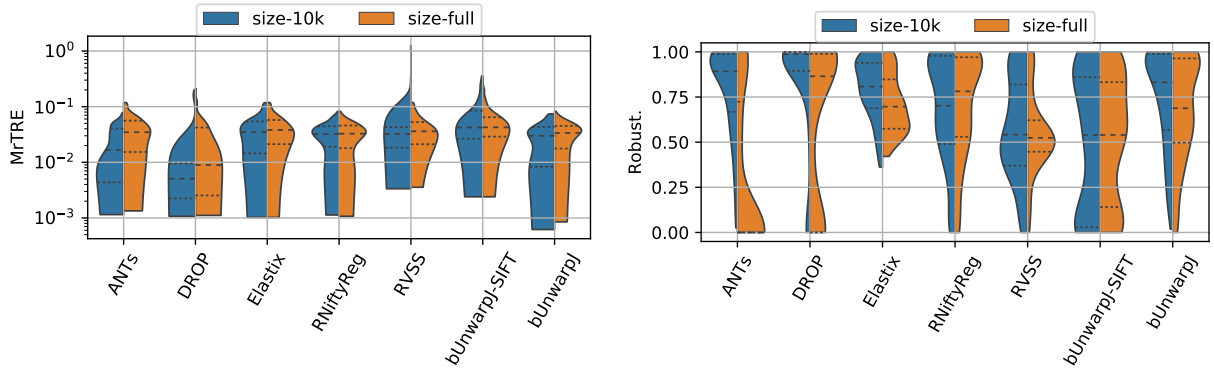 size-10k size-full
MrTRE
10⁰
10⁻¹
10⁻²
10⁻³
ANTs
DROP
Elastix
RNiftyReg
RVSS
bUnwarpJ-SIFT
bUnwarpJ
size-10k size-full
Robust.
1.00
0.75
0.50
0.25
0.00
ANTs
DROP
Elastix
RNiftyReg
RVSS
bUnwarpJ-SIFT
bUnwarpJ